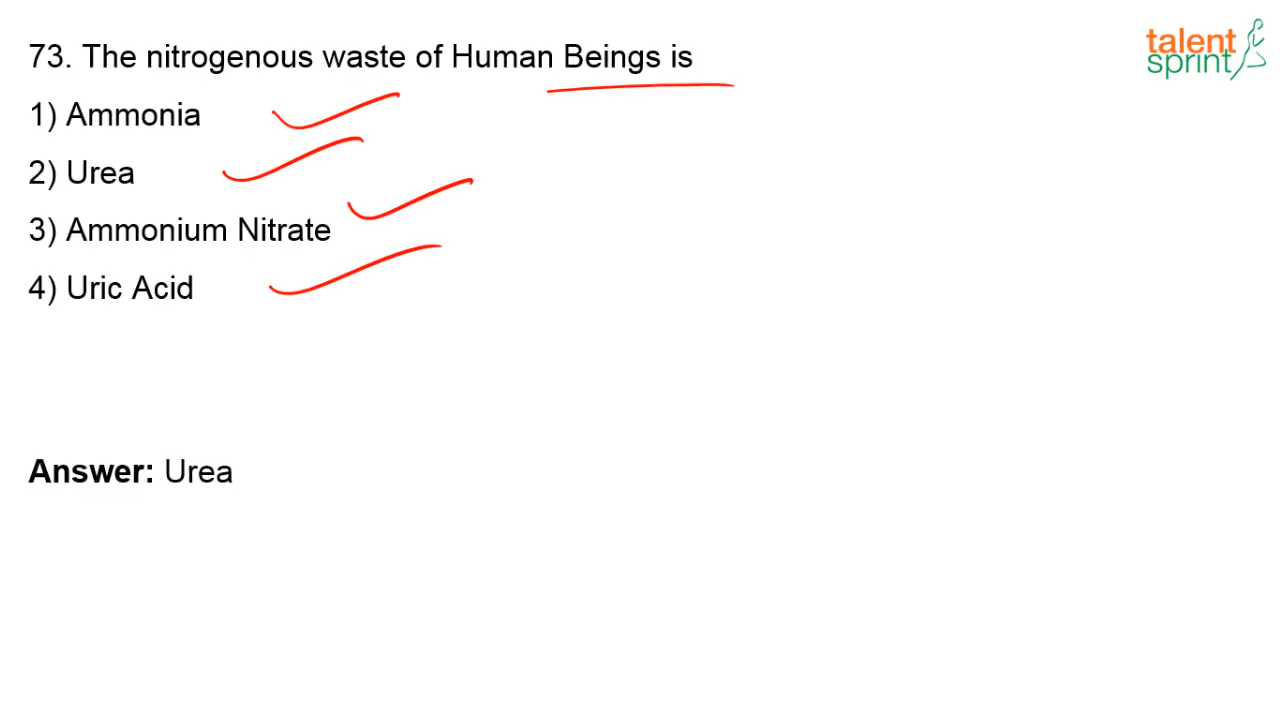 73. The nitrogenous waste of Human Beings is
talent
sprint
1) Ammonia
2) Urea
3) Ammonium Nitrate
4) Uric Acid
Answer: Urea